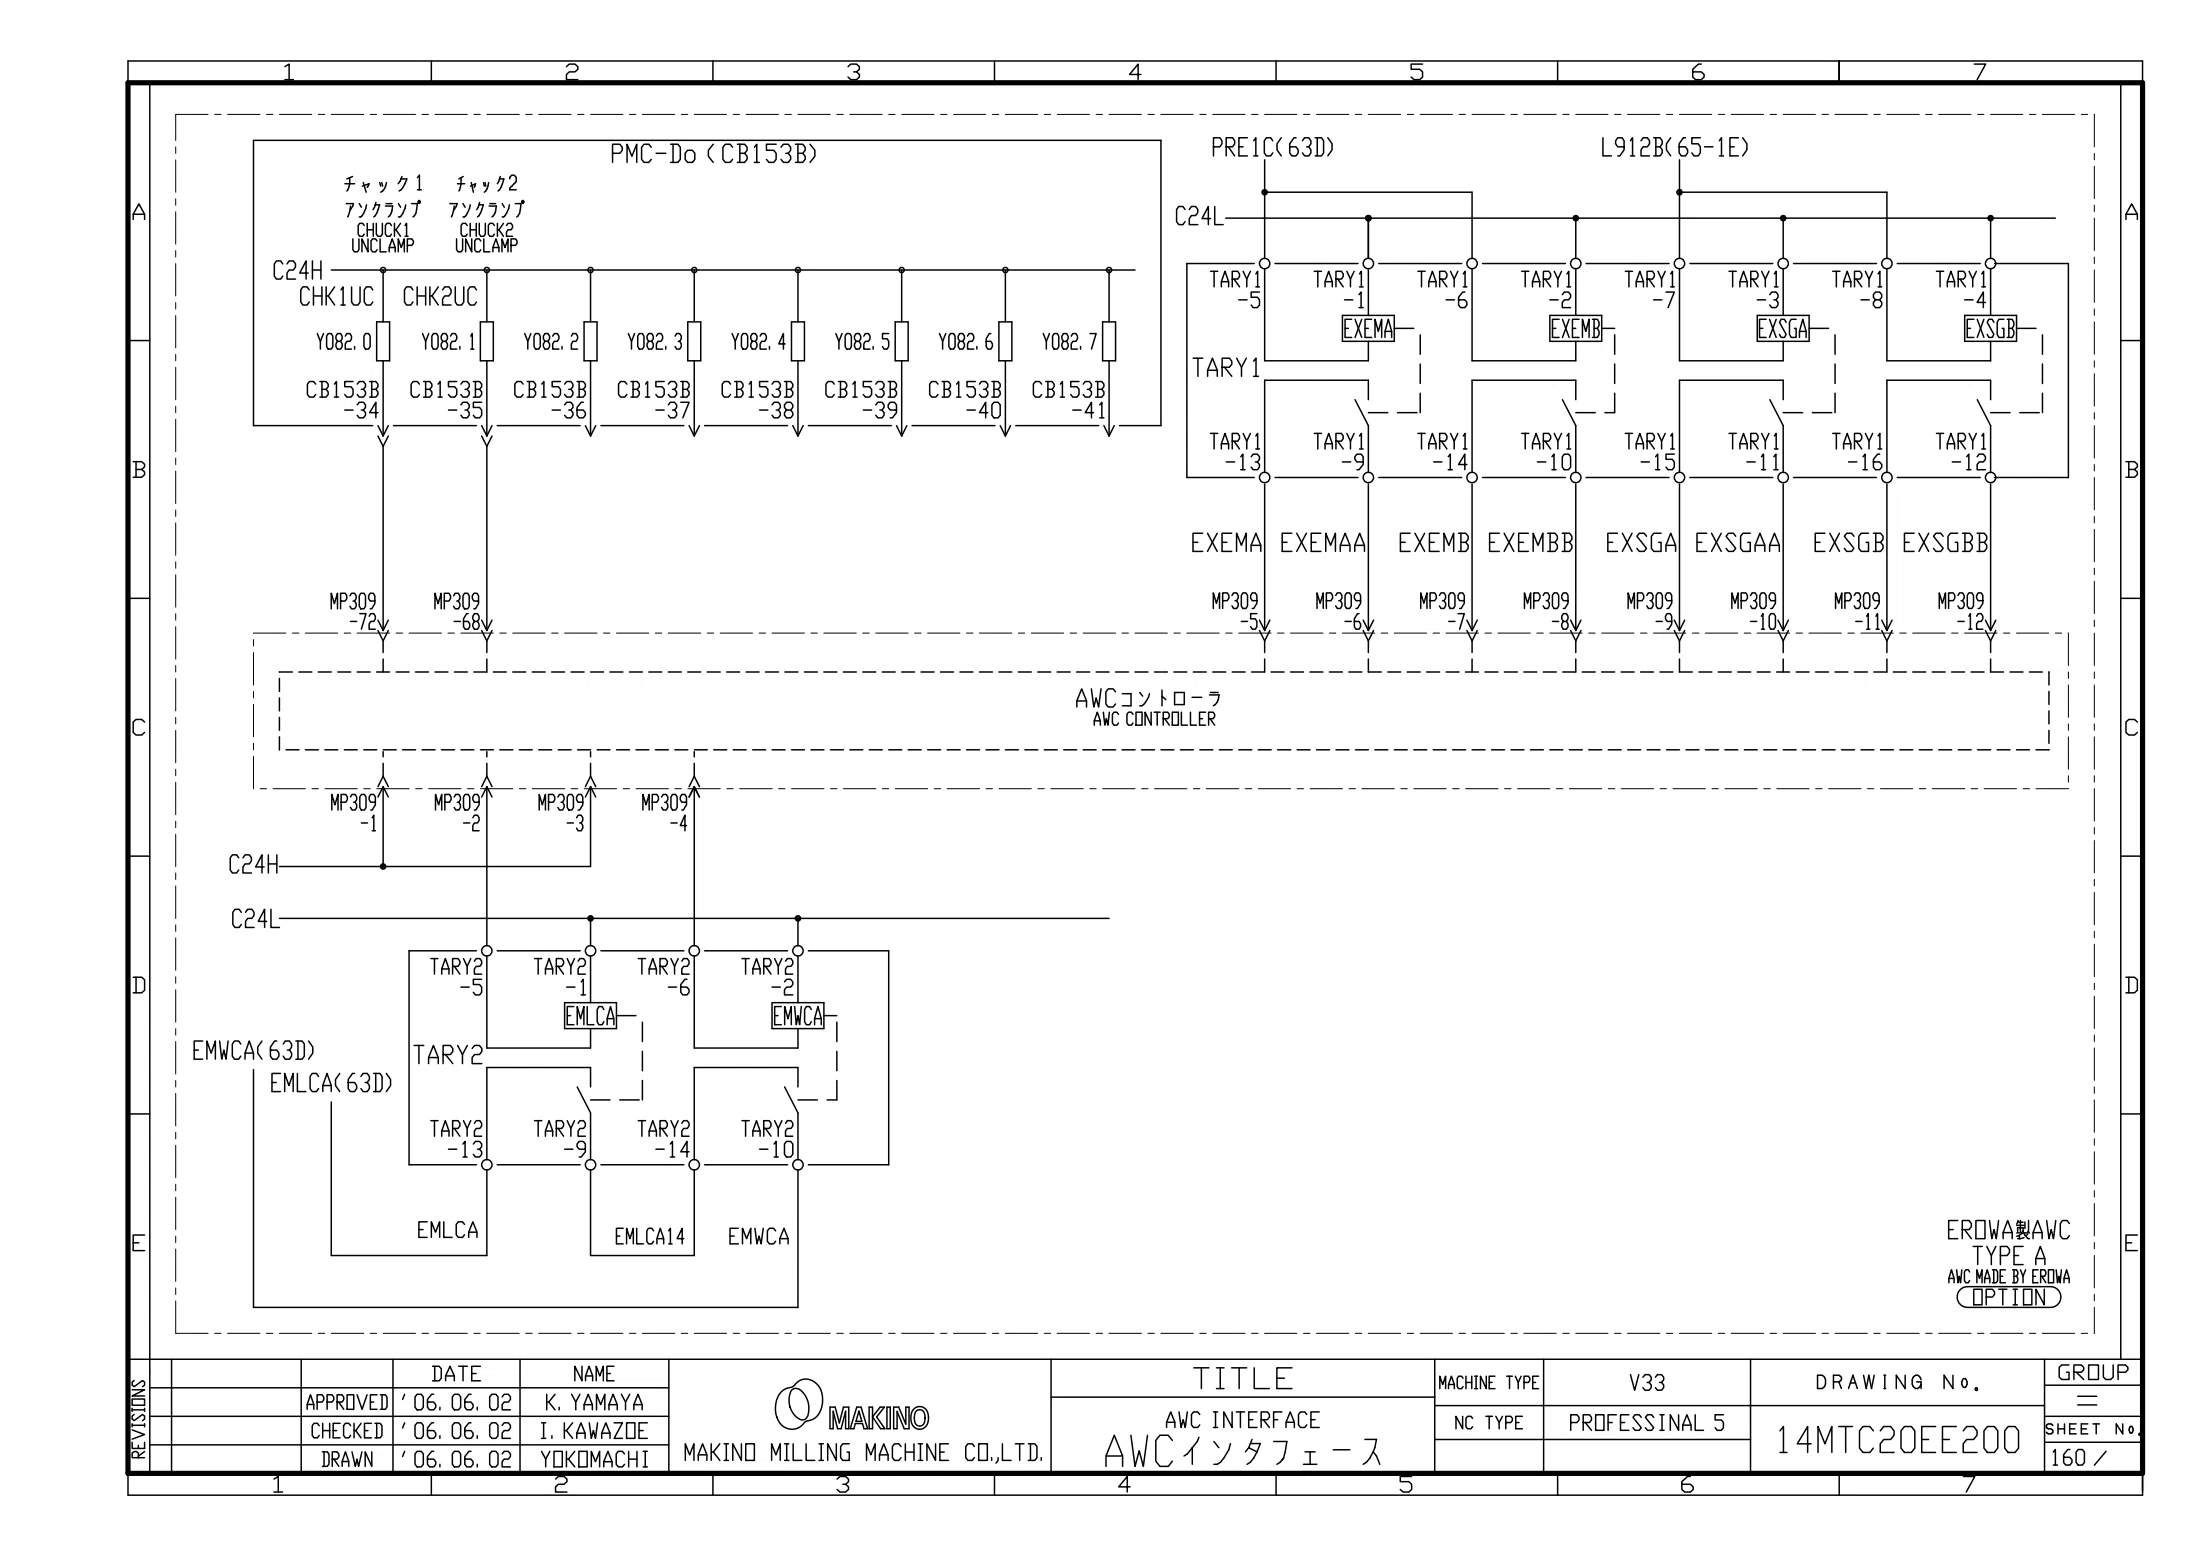 1 2 3 4 5 6 7
PMC-Do (CB153B)
チャック1 チャック2
アンクランプ アンクランプ
CHUCK1 CHUCK2
UNCLAMP UNCLAMP
C24H
CHK1UC CHK2UC
Y082.0 Y082.1 Y082.2 Y082.3 Y082.4 Y082.5 Y082.6 Y082.7
CB153B CB153B CB153B CB153B CB153B CB153B CB153B CB153B
-34 -35 -36 -37 -38 -39 -40 -41
PRE1C(63D) L912B(65-1E)
C24L
TARY1 TARY1 TARY1 TARY1 TARY1 TARY1 TARY1 TARY1
-5 -1 -6 -2 -7 -3 -8 -4
EXEMA EXEMB EXSGA EXSGB
TARY1
TARY1 TARY1 TARY1 TARY1 TARY1 TARY1 TARY1 TARY1
-13 -9 -14 -10 -15 -11 -16 -12
EXEMA EXEMAA EXEMB EXEMBB EXSGA EXSGAA EXSGB EXSGBB
MP309 MP309 MP309 MP309 MP309 MP309 MP309 MP309 MP309 MP309
-72 -68 -5 -6 -7 -8 -9 -10 -11 -12
AWCコントローラ
AWC CONTROLLER
MP309 MP309 MP309 MP309
-1 -2 -3 -4
C24H
C24L
TARY2 TARY2 TARY2 TARY2
-5 -1 -6 -2
EMLCA EMWCA
EMWCA(63D)
TARY2
EMLCA(63D)
TARY2 TARY2 TARY2 TARY2
-13 -9 -14 -10
EMLCA EMLCA14 EMWCA
EROWA製AWC
TYPE A
AWC MADE BY EROWA
OPTION
A A
B B
C C
D D
E E
REVISIONS
DATE NAME
APPROVED '06.06.02 K. YAMAYA
CHECKED '06.06.02 I. KAWAZOE
DRAWN '06.06.02 YOKOMACHI
MAKINO
MAKINO MILLING MACHINE CO.,LTD.
TITLE
AWC INTERFACE
AWCインタフェース
MACHINE TYPE V33
NC TYPE PROFESSINAL 5
DRAWING No.
14MTC20EE200
GROUP
=
SHEET No.
160 /
1 2 3 4 5 6 7